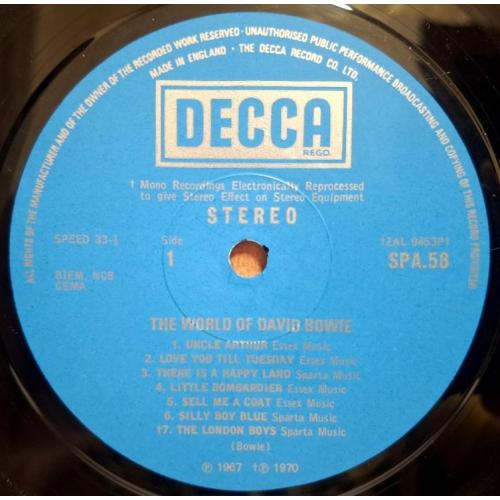 ALL RIGHTS OF THE MANUFACTURER AND OF THE OWNER OF THE RECORDED WORK RESERVED · UNAUTHORISED PUBLIC PERFORMANCE BROADCASTING AND COPYING OF THIS RECORD PROHIBITED
MADE IN ENGLAND · THE DECCA RECORD CO. LTD.
DECCA
REGD.
† Mono Recordings Electronically Reprocessed
to give Stereo Effect on Stereo Equipment
STEREO
SPEED 33⅓ Side 1ZAL 9453P1
1 SPA.58
BIEM, NCB
GEMA
THE WORLD OF DAVID BOWIE
1. UNCLE ARTHUR Essex Music
2. LOVE YOU TILL TUESDAY Essex Music
3. THERE IS A HAPPY LAND Sparta Music
4. LITTLE BOMBARDIER Essex Music
5. SELL ME A COAT Essex Music
6. SILLY BOY BLUE Sparta Music
†7. THE LONDON BOYS Sparta Music
(Bowie)
℗ 1967 †℗ 1970